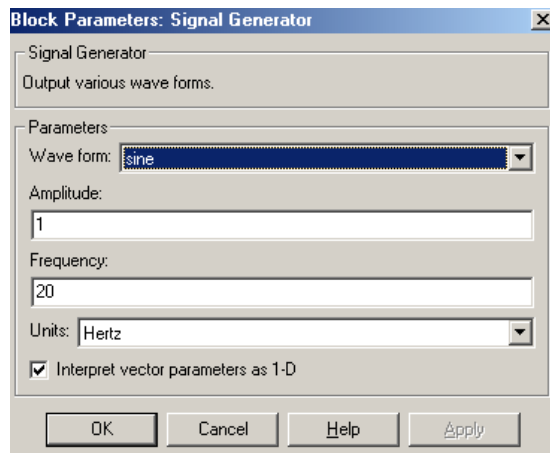 Block Parameters: Signal Generator
Signal Generator
Output various wave forms.
Parameters
Wave form: sine
Amplitude:
1
Frequency:
20
Units: Hertz
Interpret vector parameters as 1-D
OK Cancel Help Apply